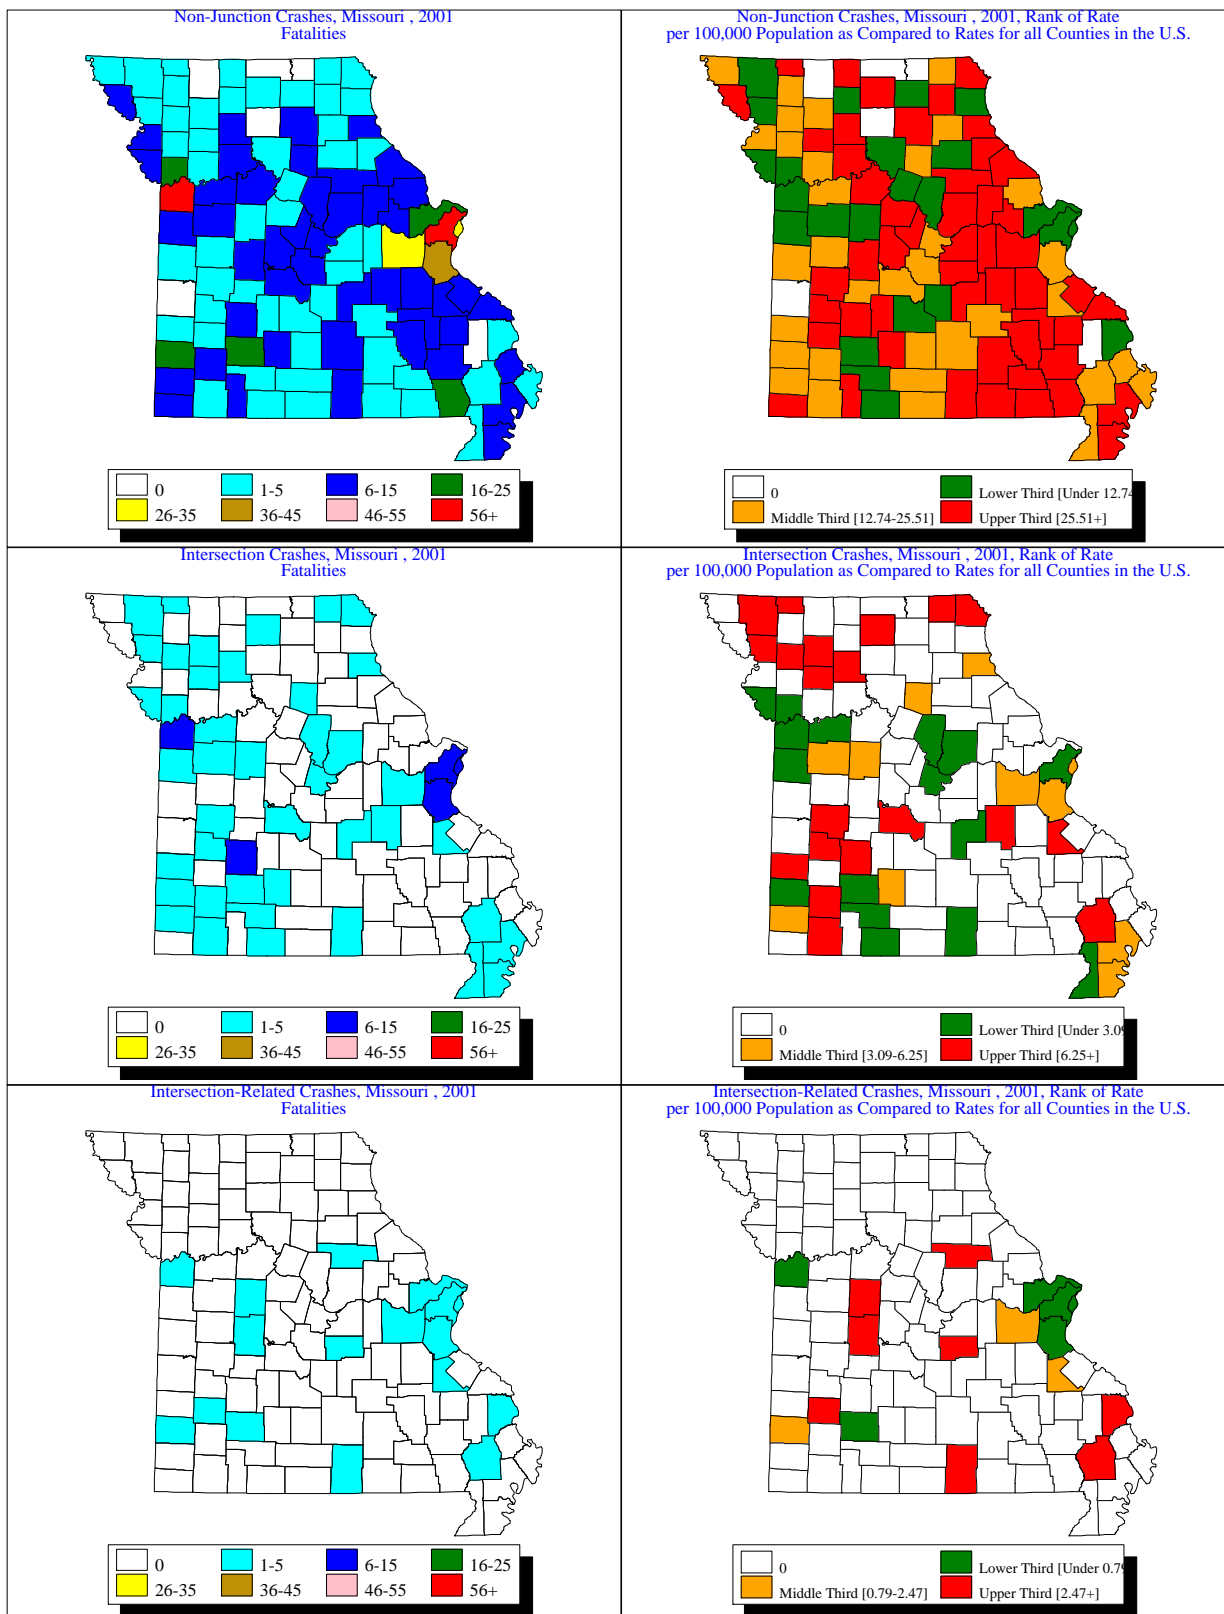 Non-Junction Crashes, Missouri , 2001
Fatalities
0
1-5
6-15
16-25
26-35
36-45
46-55
56+
Non-Junction Crashes, Missouri , 2001, Rank of Rate
per 100,000 Population as Compared to Rates for all Counties in the U.S.
0
Lower Third [Under 12.74
Middle Third [12.74-25.51]
Upper Third [25.51+]
Intersection Crashes, Missouri , 2001
Fatalities
0
1-5
6-15
16-25
26-35
36-45
46-55
56+
Intersection Crashes, Missouri , 2001, Rank of Rate
per 100,000 Population as Compared to Rates for all Counties in the U.S.
0
Lower Third [Under 3.09
Middle Third [3.09-6.25]
Upper Third [6.25+]
Intersection-Related Crashes, Missouri , 2001
Fatalities
0
1-5
6-15
16-25
26-35
36-45
46-55
56+
Intersection-Related Crashes, Missouri , 2001, Rank of Rate
per 100,000 Population as Compared to Rates for all Counties in the U.S.
0
Lower Third [Under 0.79
Middle Third [0.79-2.47]
Upper Third [2.47+]